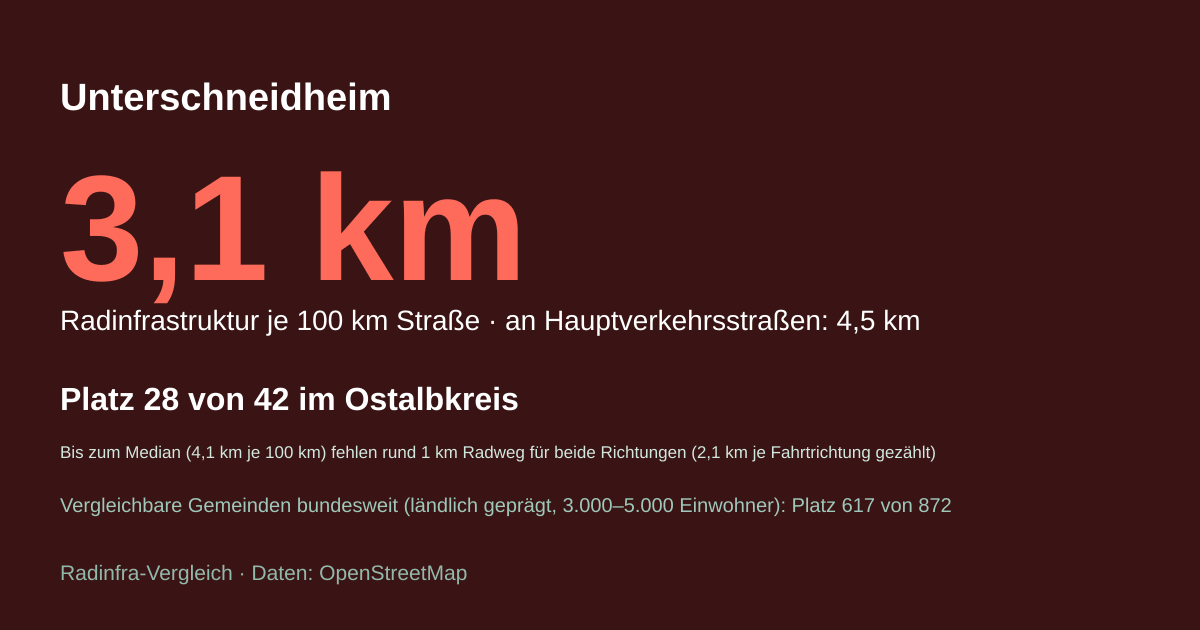 Unterschneidheim
3,1 km
Radinfrastruktur je 100 km Straße · an Hauptverkehrsstraßen: 4,5 km
Platz 28 von 42 im Ostalbkreis
Bis zum Median (4,1 km je 100 km) fehlen rund 1 km Radweg für beide Richtungen (2,1 km je Fahrtrichtung gezählt)
Vergleichbare Gemeinden bundesweit (ländlich geprägt, 3.000–5.000 Einwohner): Platz 617 von 872
Radinfra-Vergleich · Daten: OpenStreetMap